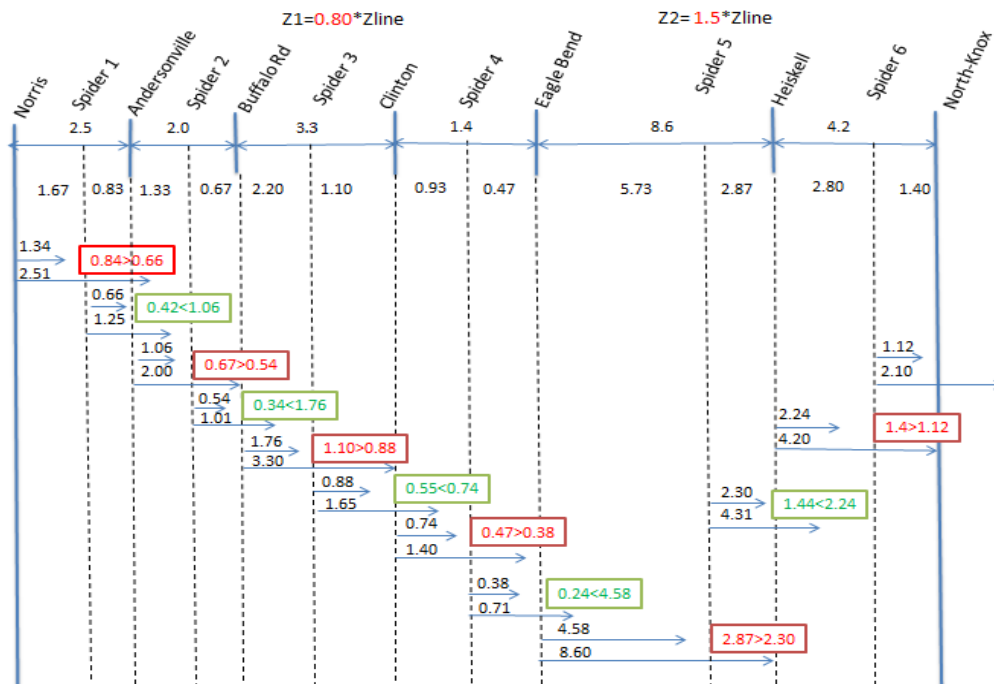 Z1=0.80*Zline Z2= 1.5*Zline
Norris Spider 1 Andersonville Spider 2 Buffalo Rd Spider 3 Clinton Spider 4 Eagle Bend Spider 5 Heiskell Spider 6 North-Knox
2.5 2.0 3.3 1.4 8.6 4.2
1.67 0.83 1.33 0.67 2.20 1.10 0.93 0.47 5.73 2.87 2.80 1.40
1.34 0.84>0.66
2.51
0.66 0.42<1.06
1.25
1.06 0.67>0.54 1.12
2.00 2.10
0.54 0.34<1.76
1.01 2.24 1.4>1.12
1.76 1.10>0.88
3.30 4.20
0.88 0.55<0.74 2.30 1.44<2.24
1.65 4.31
0.74 0.47>0.38
1.40
0.38 0.24<4.58
0.71
4.58 2.87>2.30
8.60